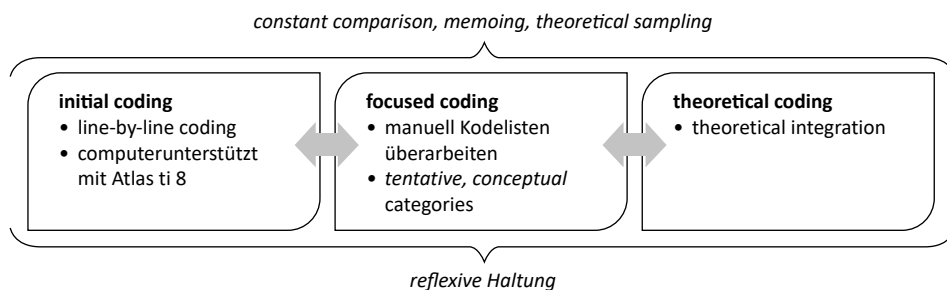 constant comparison, memoing, theoretical sampling
initial coding
• line-by-line coding
• computerunterstützt
mit Atlas ti 8
focused coding
• manuell Kodelisten
überarbeiten
• tentative, conceptual
categories
theoretical coding
• theoretical integration
reflexive Haltung